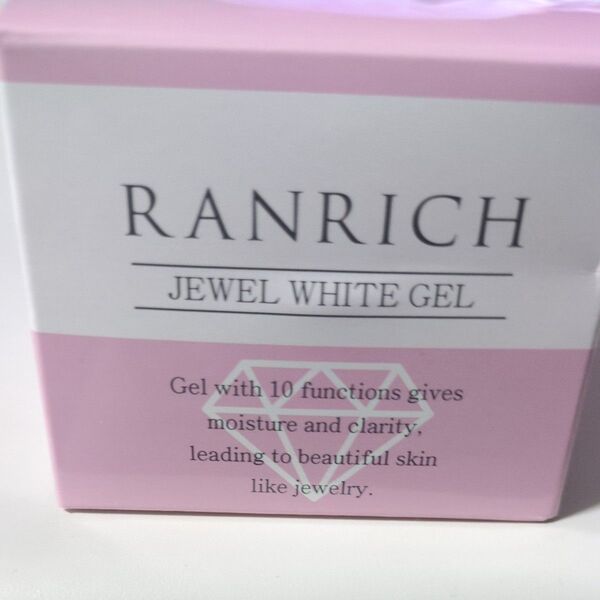 RANRICH
JEWEL WHITE GEL
Gel with 10 functions gives
moisture and clarity,
leading to beautiful skin
like jewelry.